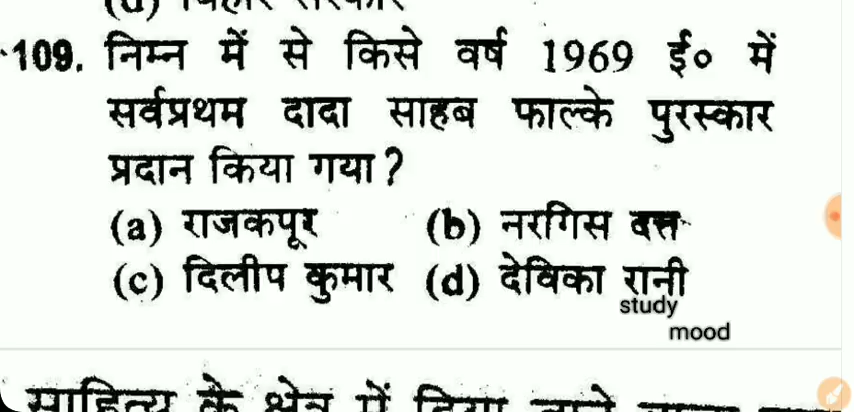 109. निम्न में से किसे वर्ष 1969 ई० में
सर्वप्रथम दादा साहब फाल्के पुरस्कार
प्रदान किया गया?
(a) राजकपूर (b) नरगिस दत्त
(c) दिलीप कुमार (d) देविका रानी
study
mood
साहित्य के क्षेत्र में दिया जाने